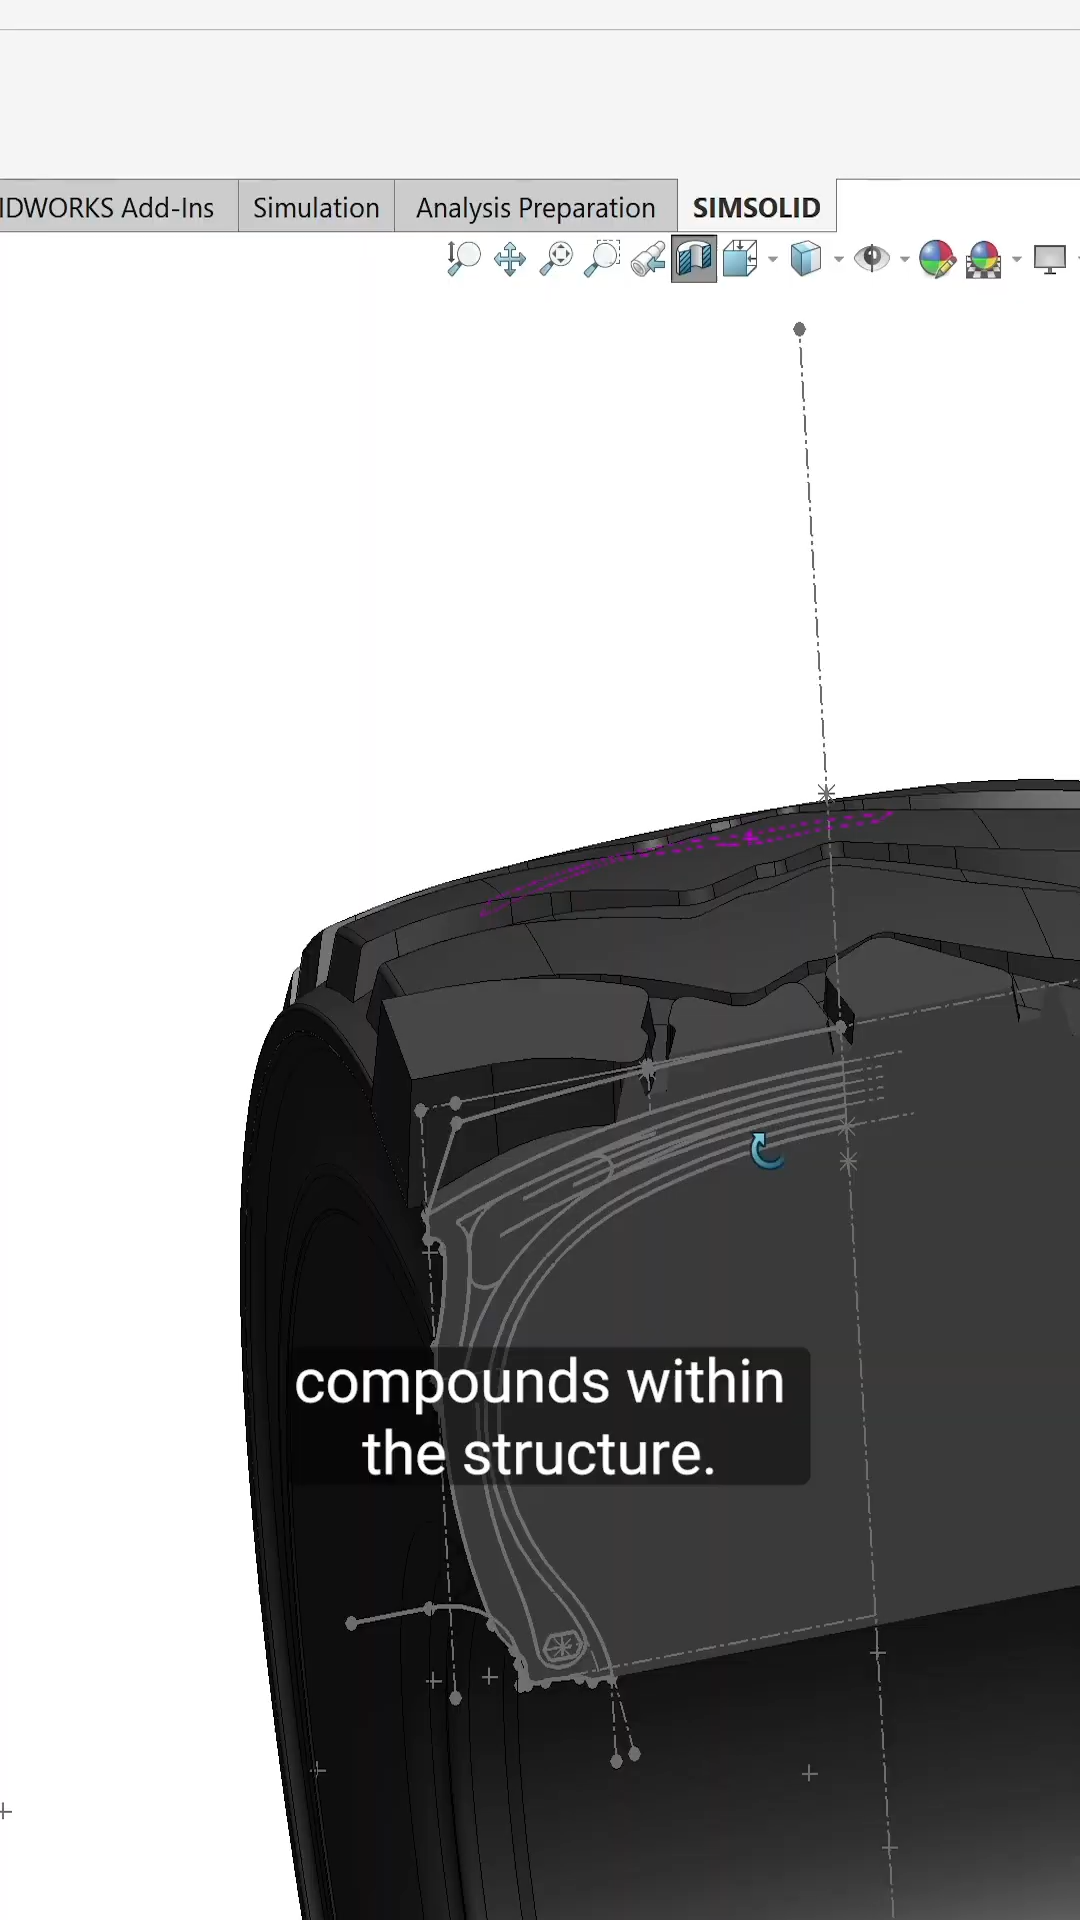 IDWORKS Add-Ins
Simulation
Analysis Preparation
SIMSOLID
compounds within
the structure.